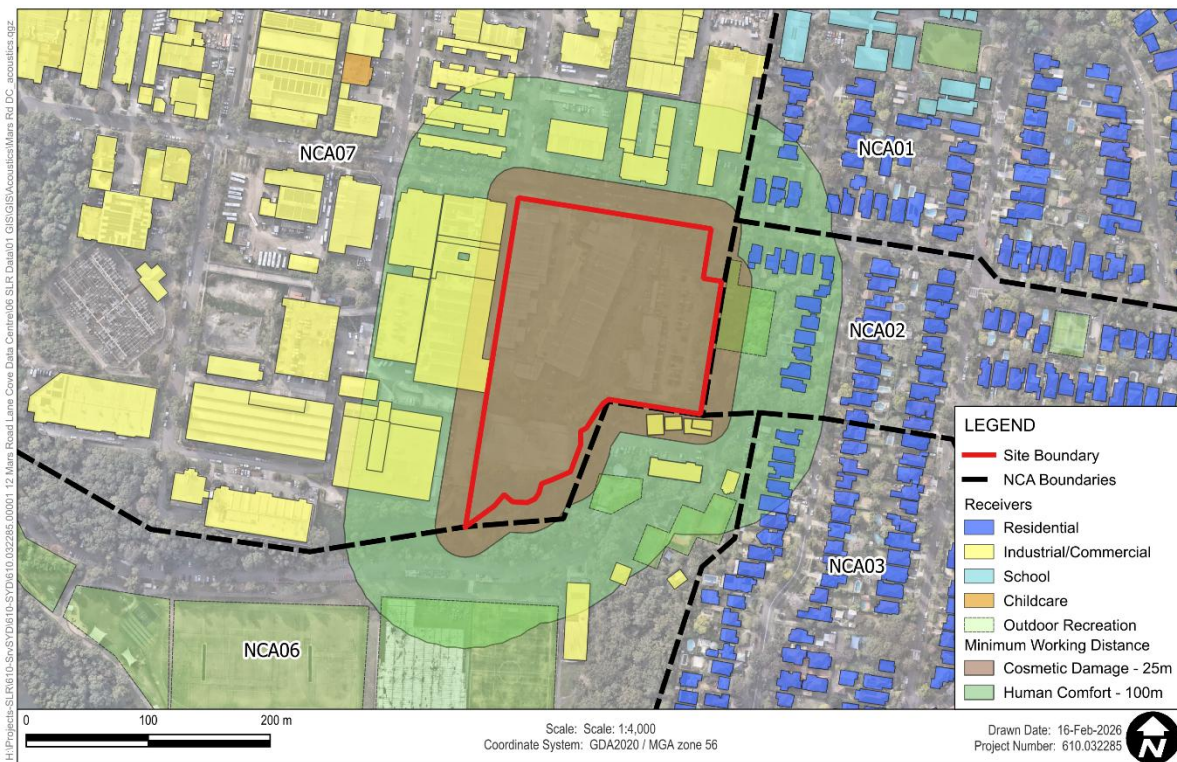 H:\Projects-SLR\610-SrvSYD\610-SYD\610.032285.00001 12 Mars Road Lane Cove Data Centre\06 SLR Data\01 GIS\GIS\Acoustics\Mars Rd DC_acoustics.qgz
NCA07
NCA01
NCA02
NCA03
NCA06
LEGEND
Site Boundary
NCA Boundaries
Receivers
Residential
Industrial/Commercial
School
Childcare
Outdoor Recreation
Minimum Working Distance
Cosmetic Damage - 25m
Human Comfort - 100m
0 100 200 m
Scale: Scale: 1:4,000
Coordinate System: GDA2020 / MGA zone 56
Drawn Date: 16-Feb-2026
Project Number: 610.032285
N